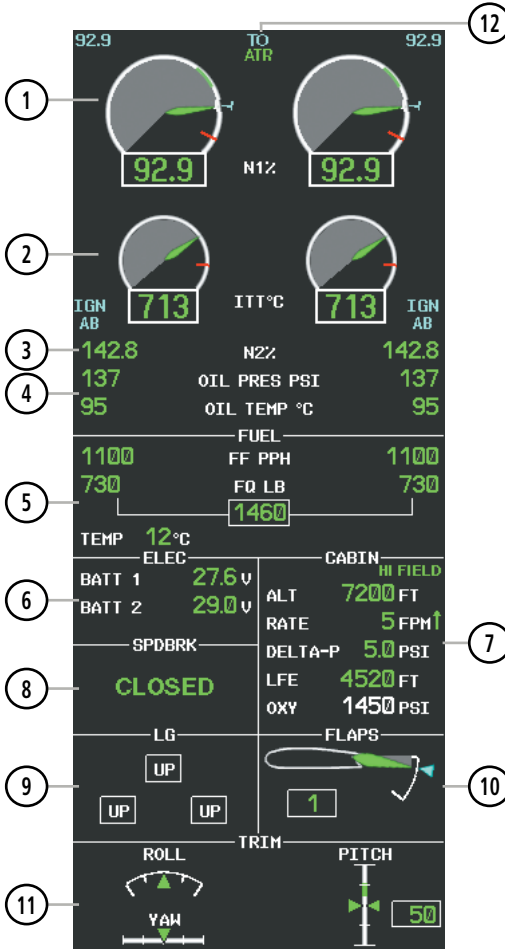 12
92.9 TO 92.9
ATR
1
92.9 N1% 92.9
2
713 ITT°C 713
IGN IGN
AB AB
3
142.8 N2% 142.8
4
137 OIL PRES PSI 137
95 OIL TEMP °C 95
FUEL
1100 FF PPH 1100
730 FQ LB 730
5
1460
TEMP 12°C
ELEC
BATT 1 27.6 V
6
BATT 2 29.0 V
CABIN
HI FIELD
ALT 7200 FT
RATE 5 FPM↑
7
DELTA-P 5.0 PSI
LFE 4520 FT
OXY 1450 PSI
SPDBRK
8
CLOSED
LG
UP
9
UP UP
FLAPS
10
1
TRIM
ROLL PITCH
11
50
YAW